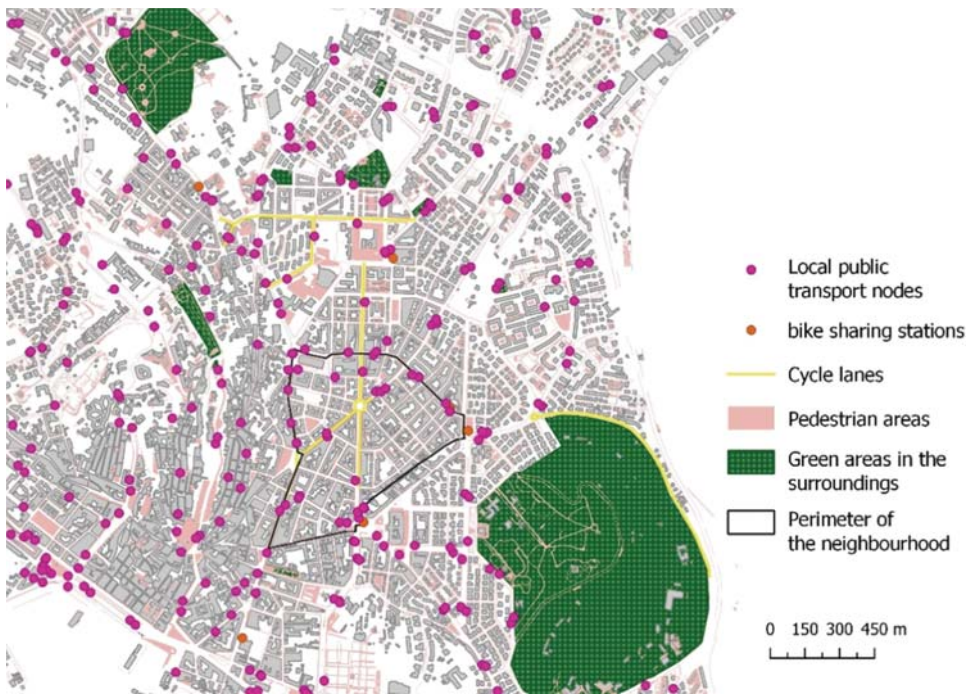 Local public
transport nodes
bike sharing stations
Cycle lanes
Pedestrian areas
Green areas in the
surroundings
Perimeter of
the neighbourhood
0 150 300 450 m